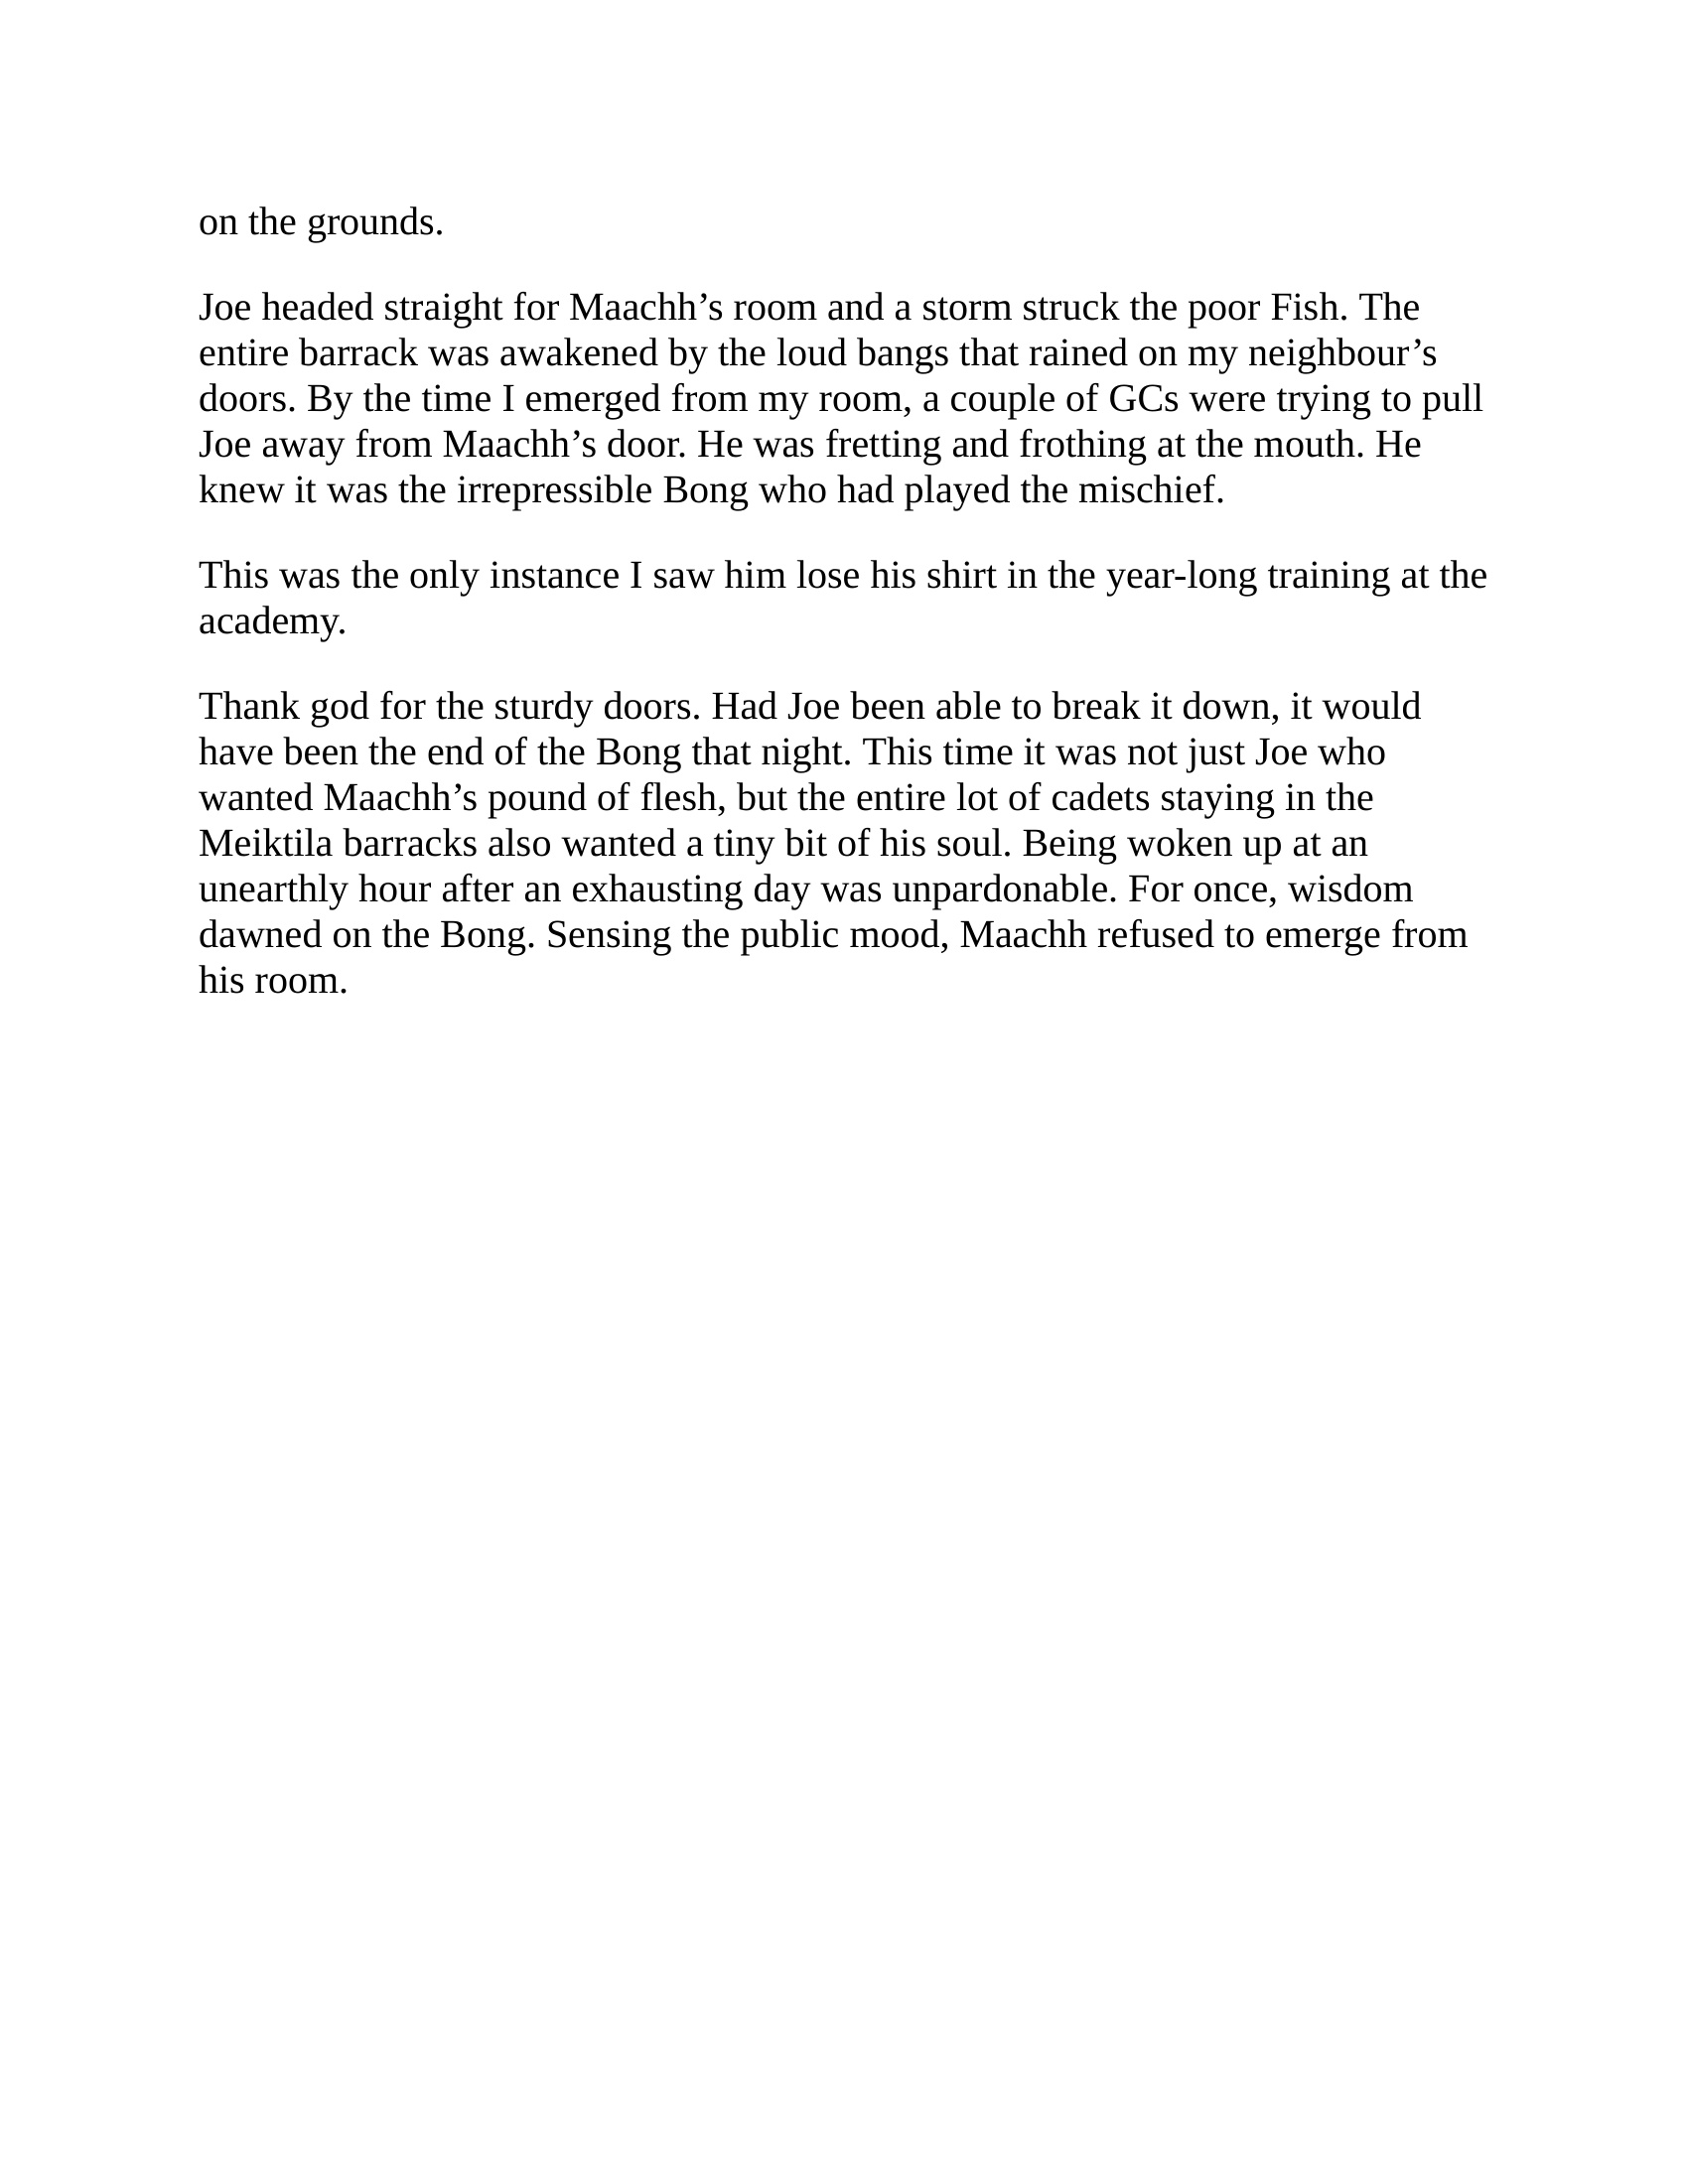 on the grounds.
Joe headed straight for Maachh’s room and a storm struck the poor Fish. The
entire barrack was awakened by the loud bangs that rained on my neighbour’s
doors. By the time I emerged from my room, a couple of GCs were trying to pull
Joe away from Maachh’s door. He was fretting and frothing at the mouth. He
knew it was the irrepressible Bong who had played the mischief.
This was the only instance I saw him lose his shirt in the year-long training at the
academy.
Thank god for the sturdy doors. Had Joe been able to break it down, it would
have been the end of the Bong that night. This time it was not just Joe who
wanted Maachh’s pound of flesh, but the entire lot of cadets staying in the
Meiktila barracks also wanted a tiny bit of his soul. Being woken up at an
unearthly hour after an exhausting day was unpardonable. For once, wisdom
dawned on the Bong. Sensing the public mood, Maachh refused to emerge from
his room.